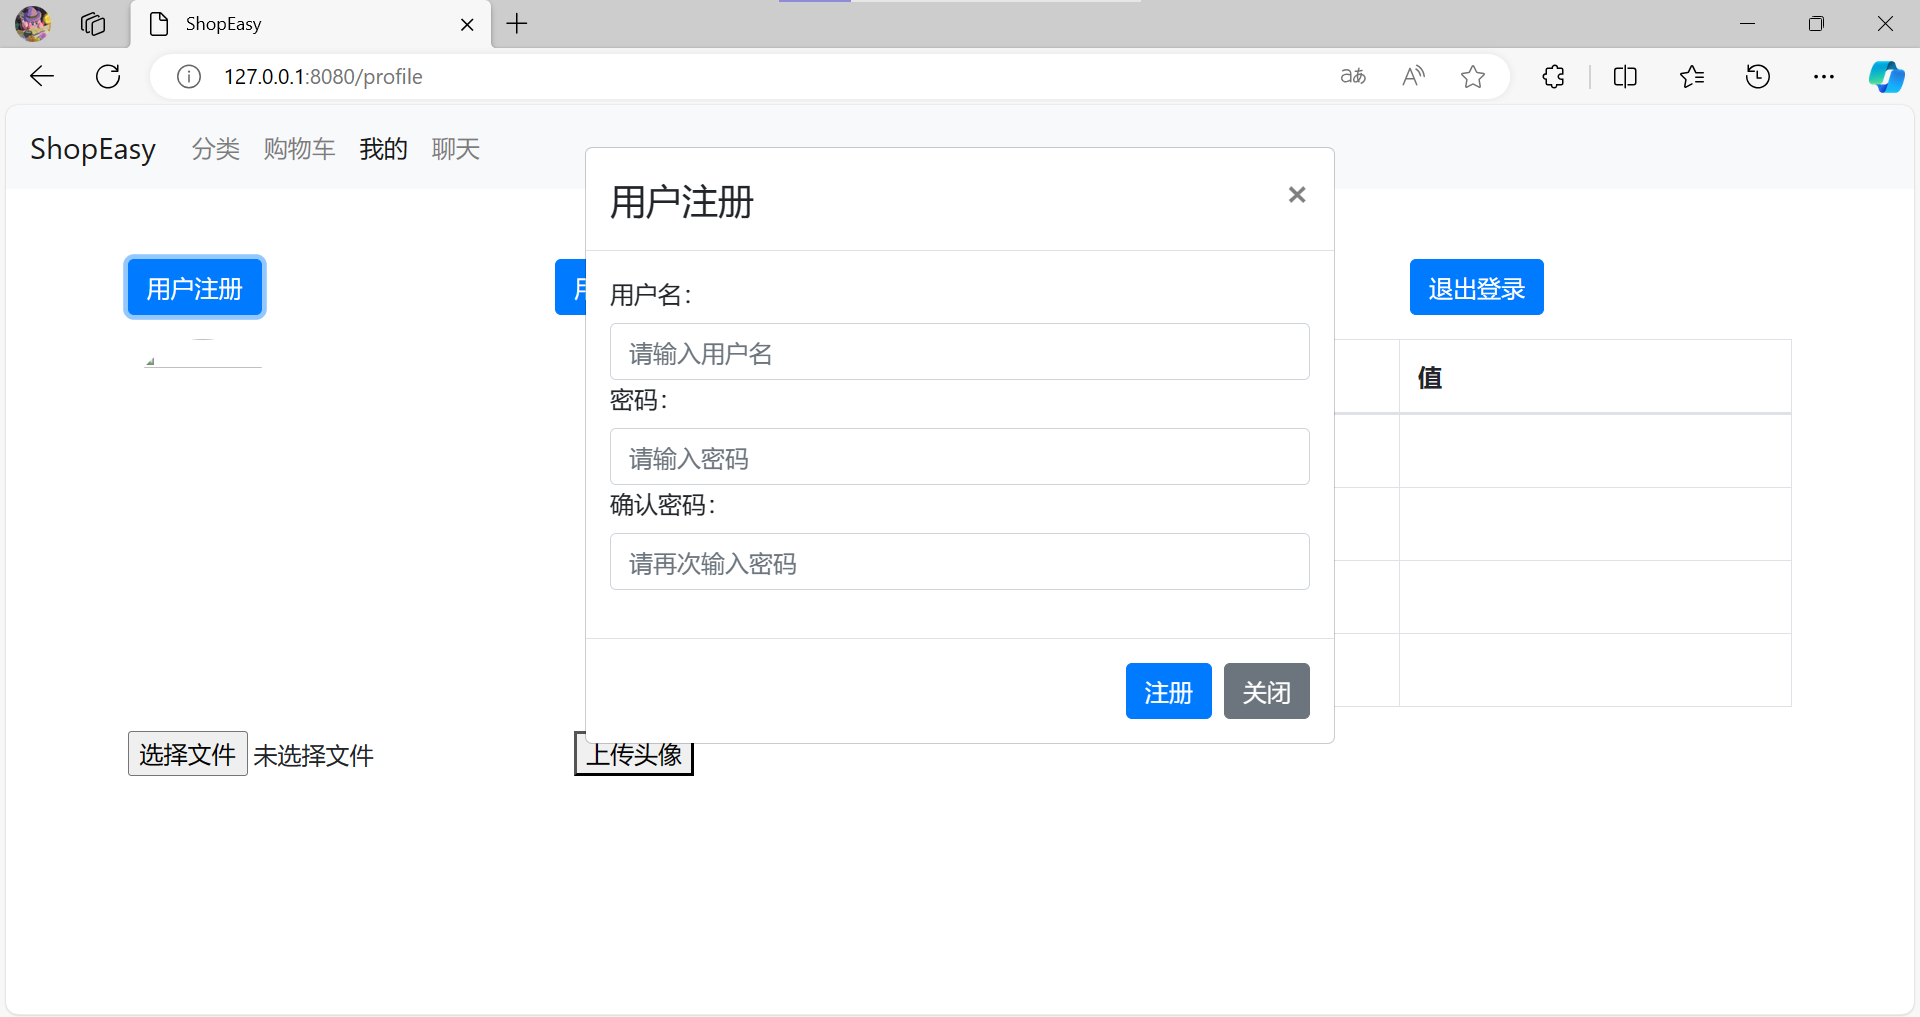 ShopEasy
127.0.0.1:8080/profile
ShopEasy 分类 购物车 我的 聊天
用户注册
×
用户注册
退出登录
用户名：
请输入用户名
密码：
请输入密码
确认密码：
请再次输入密码
值
注册 关闭
选择文件 未选择文件
上传头像